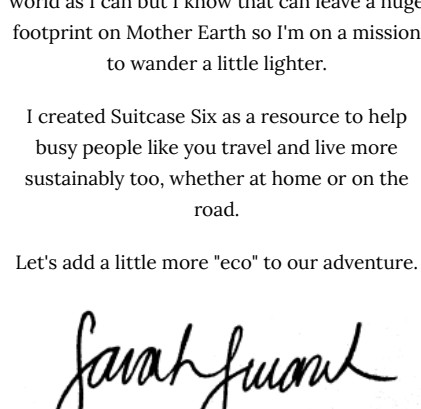 world as I can but I know that can leave a huge
footprint on Mother Earth so I'm on a mission
to wander a little lighter.
I created Suitcase Six as a resource to help
busy people like you travel and live more
sustainably too, whether at home or on the
road.
Let's add a little more "eco" to our adventure.
Sarah